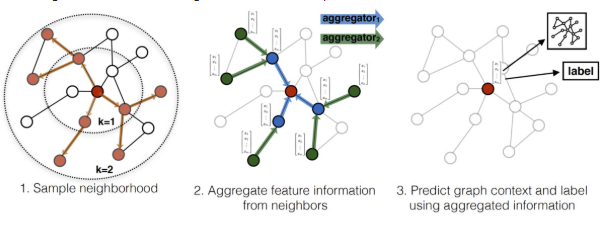 aggregator₁
aggregator₂
k=1
k=2
label
1. Sample neighborhood
2. Aggregate feature information
from neighbors
3. Predict graph context and label
using aggregated information